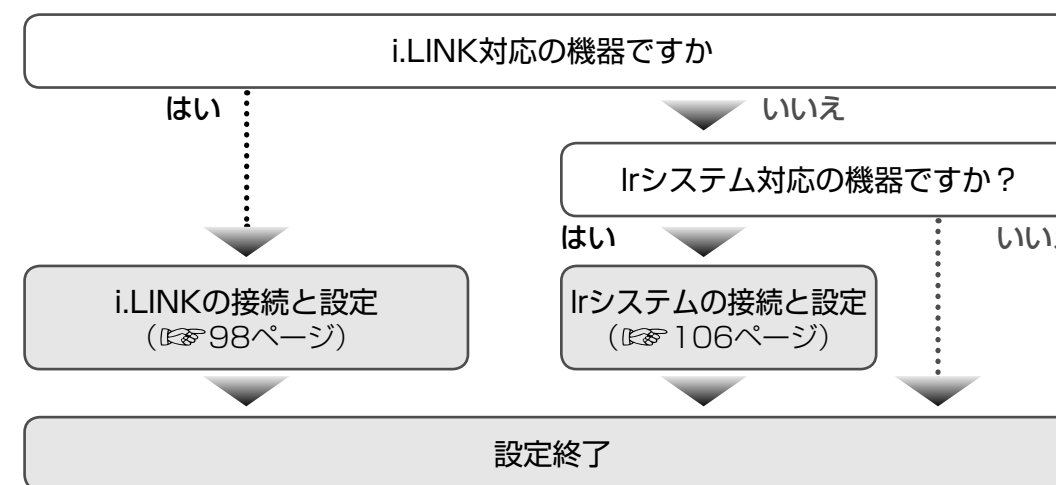 i.LINK対応の機器ですか
はい
いいえ
Irシステム対応の機器ですか？
はい
i.LINKの接続と設定
（☞98ページ）
Irシステムの接続と設定
（☞106ページ）
設定終了